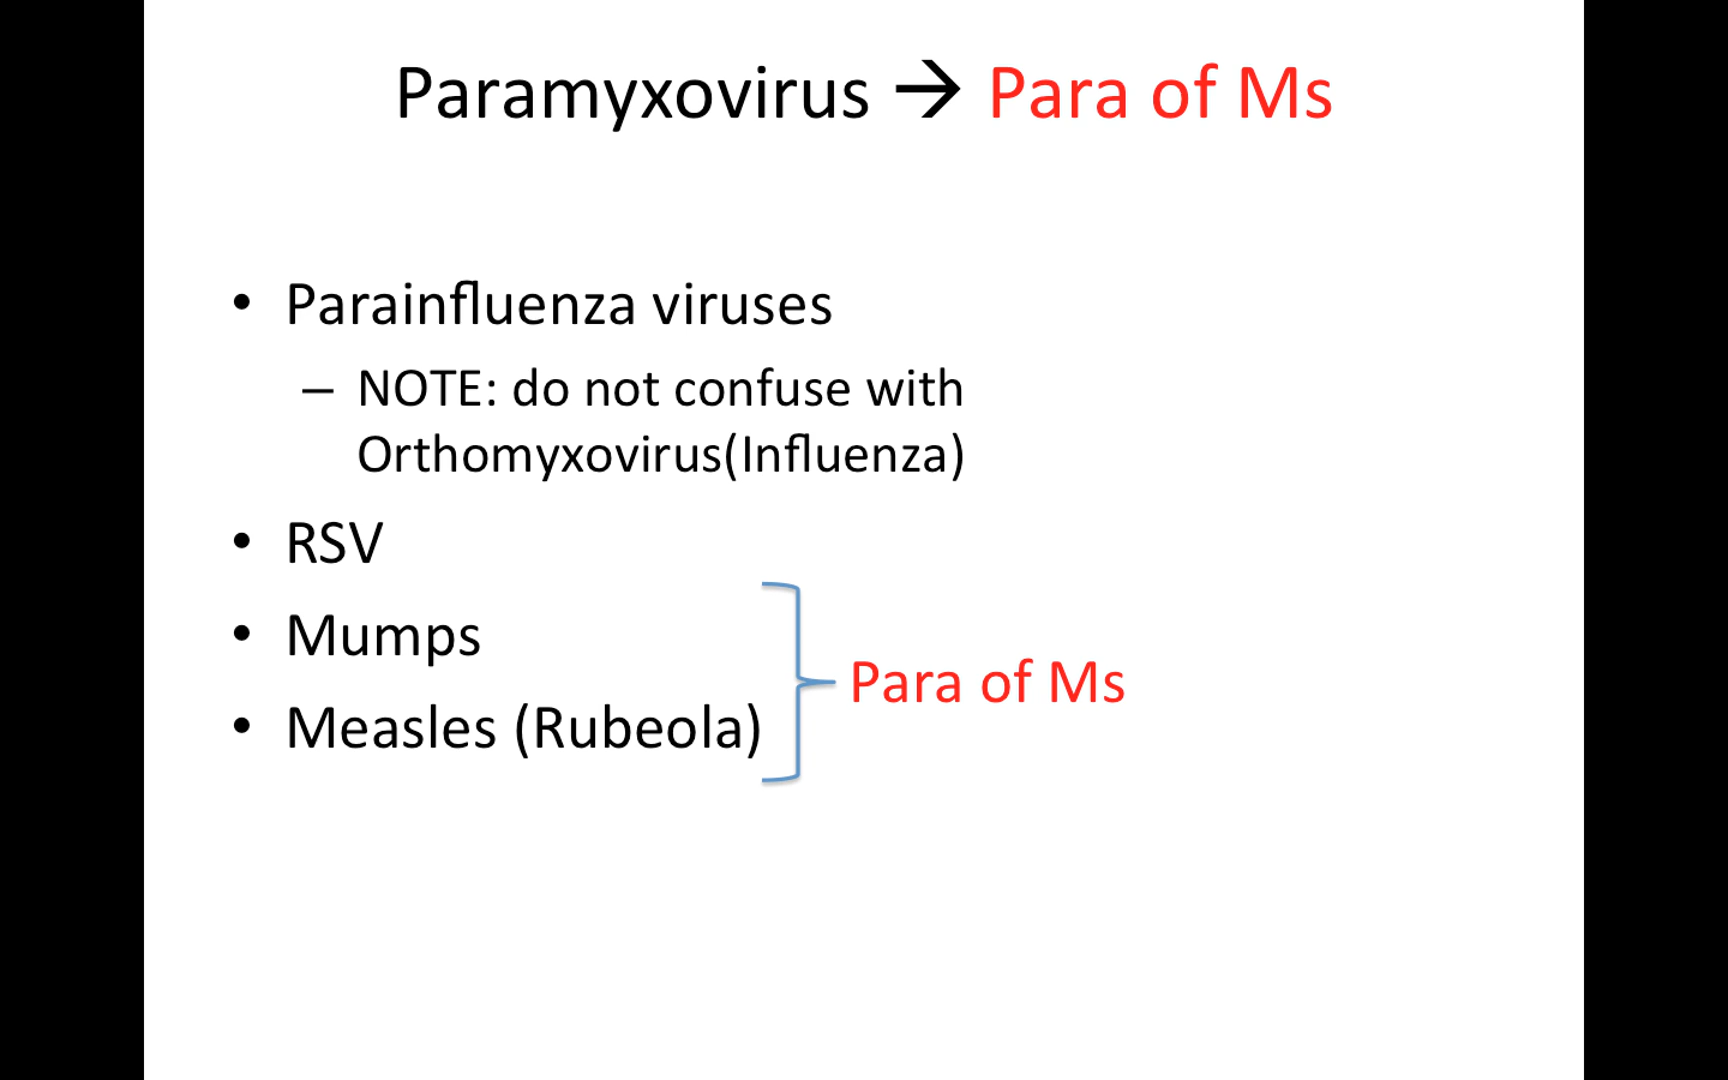 Paramyxovirus → Para of Ms
• Parainfluenza viruses
– NOTE: do not confuse with
Orthomyxovirus(Influenza)
• RSV
• Mumps
• Measles (Rubeola)
Para of Ms